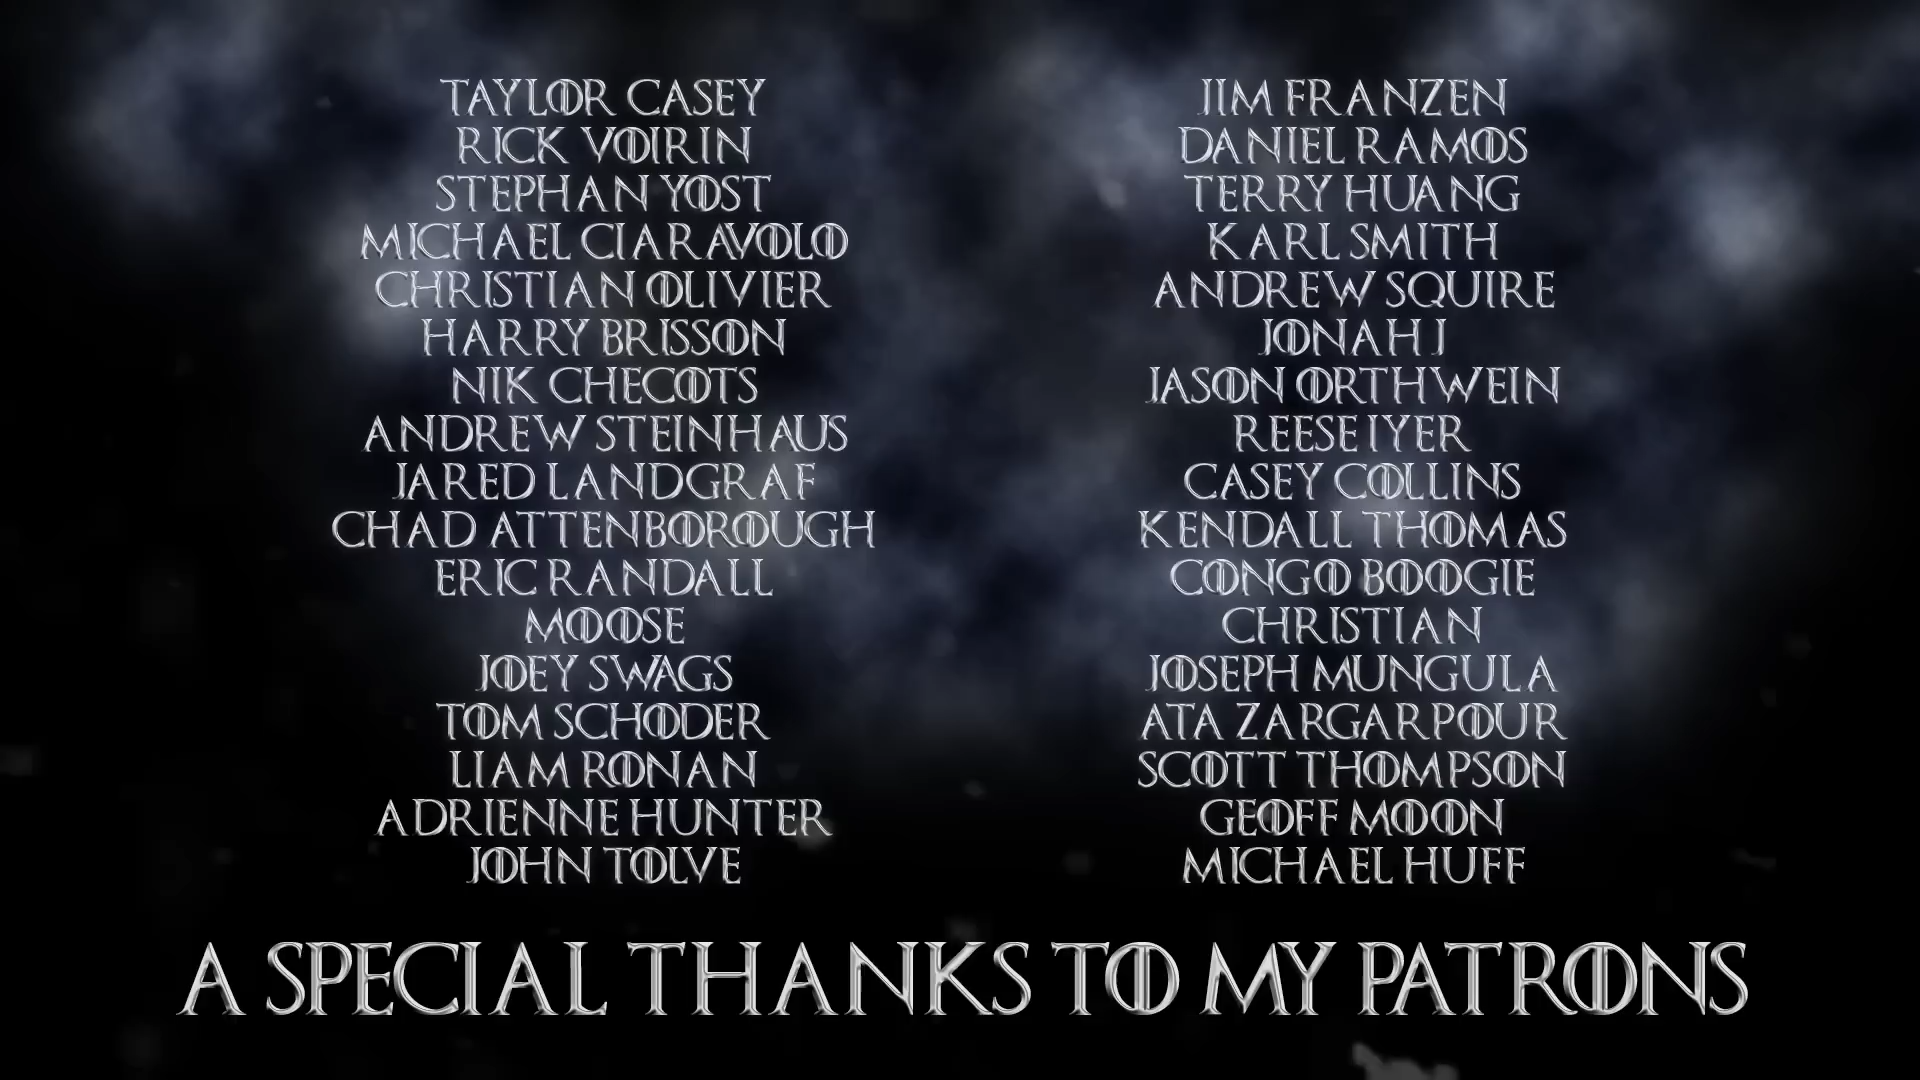 TAYLOR CASEY
RICK VOIRIN
STEPHAN YOST
MICHAEL CIARAVOLO
CHRISTIAN OLIVIER
HARRY BRISSON
NIK CHECOTS
ANDREW STEINHAUS
JARED LANDGRAF
CHAD ATTENBOROUGH
ERIC RANDALL
MOOSE
JOEY SWAGS
TOM SCHODER
LIAM RONAN
ADRIENNE HUNTER
JOHN TOLVE
JIM FRANZEN
DANIEL RAMOS
TERRY HUANG
KARL SMITH
ANDREW SQUIRE
JONAH J
JASON ORTHWEIN
REESE IYER
CASEY COLLINS
KENDALL THOMAS
CONGO BOOGIE
CHRISTIAN
JOSEPH MUNGULA
ATA ZARGARPOUR
SCOTT THOMPSON
GEOFF MOON
MICHAEL HUFF
A SPECIAL THANKS TO MY PATRONS